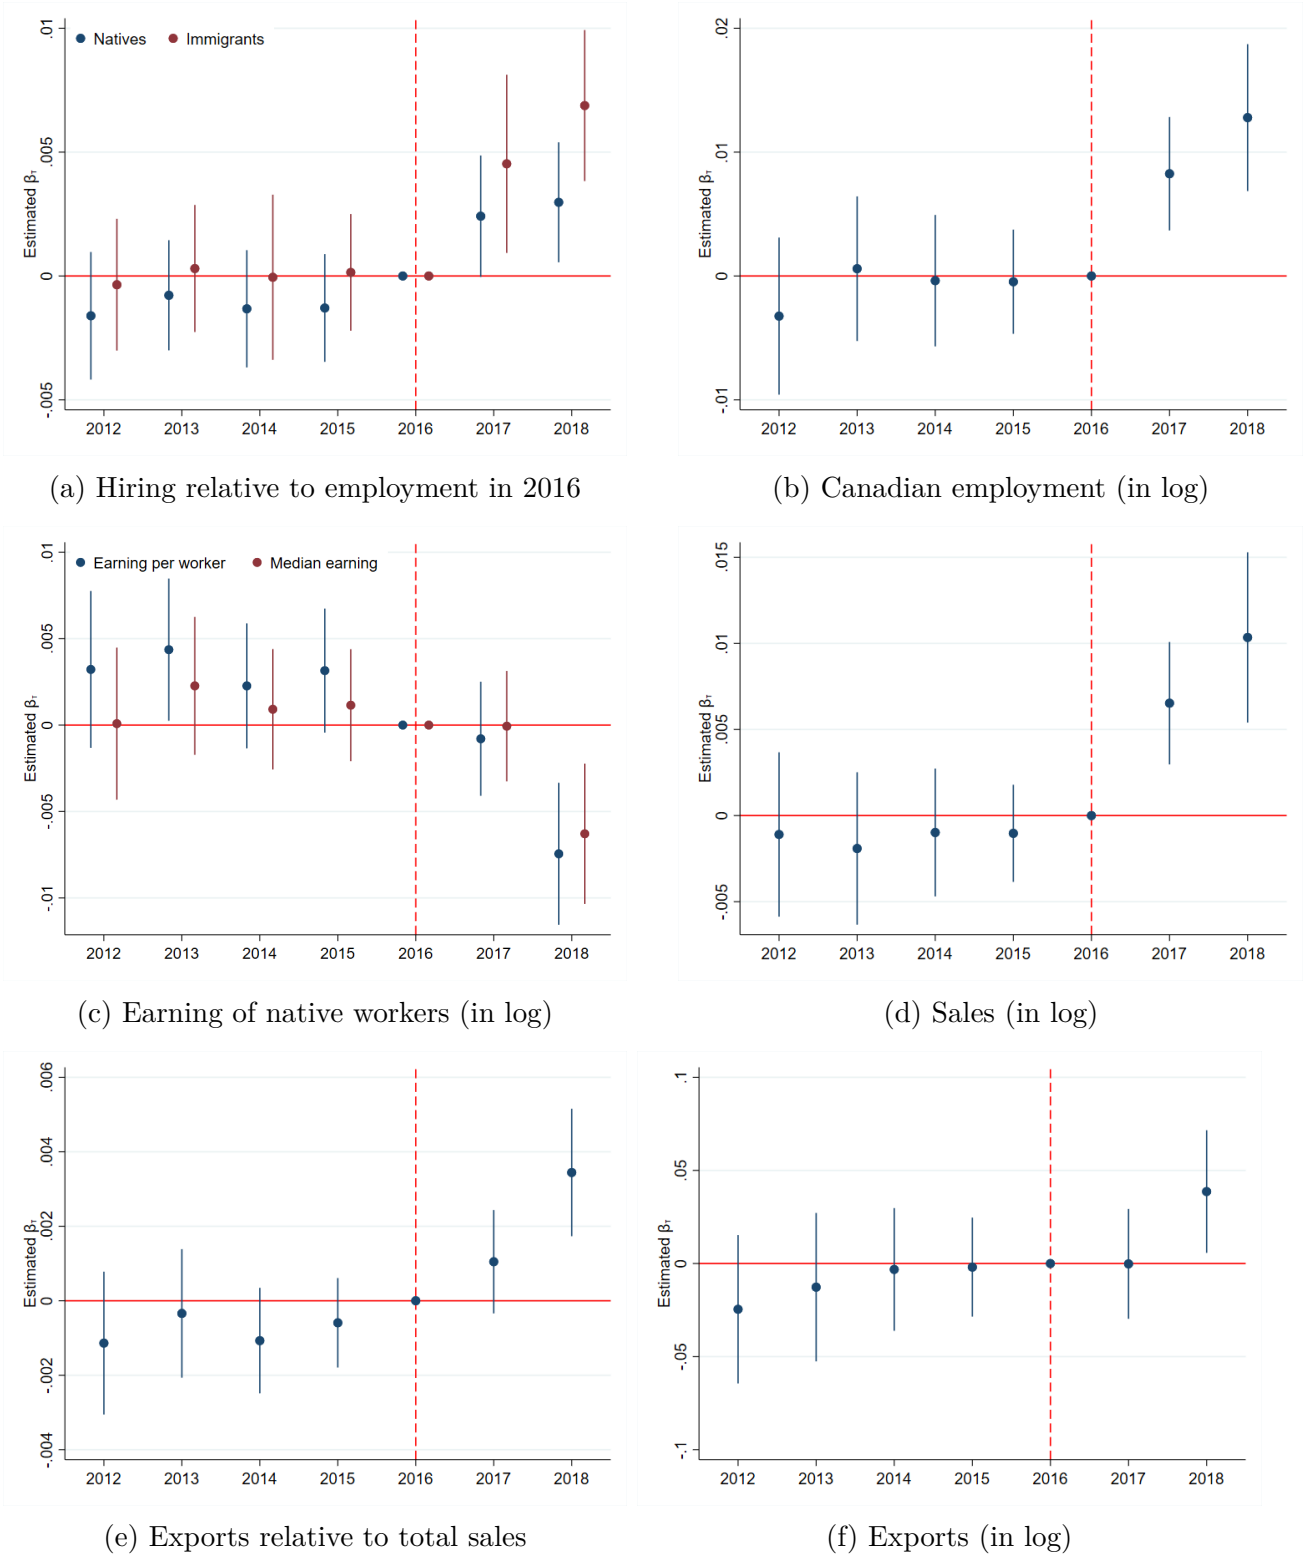 Natives Immigrants
Estimated βτ
.01
.005
0
-.005
2012 2013 2014 2015 2016 2017 2018
(a) Hiring relative to employment in 2016
Estimated βτ
.02
.01
0
-.01
2012 2013 2014 2015 2016 2017 2018
(b) Canadian employment (in log)
Earning per worker Median earning
Estimated βτ
.01
.005
0
-.005
-.01
2012 2013 2014 2015 2016 2017 2018
(c) Earning of native workers (in log)
Estimated βτ
.015
.01
.005
0
-.005
2012 2013 2014 2015 2016 2017 2018
(d) Sales (in log)
Estimated βτ
.006
.004
.002
0
-.002
-.004
2012 2013 2014 2015 2016 2017 2018
(e) Exports relative to total sales
Estimated βτ
.1
.05
0
-.05
-.1
2012 2013 2014 2015 2016 2017 2018
(f) Exports (in log)